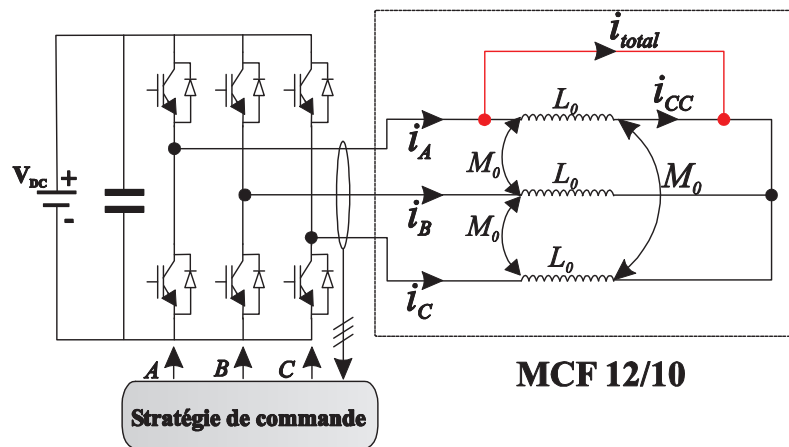 i_total
L_0
i_CC
i_A
M_0
V_DC
+
-
L_0
M_0
i_B
M_0
L_0
i_C
A B C
MCF 12/10
Stratégie de commande